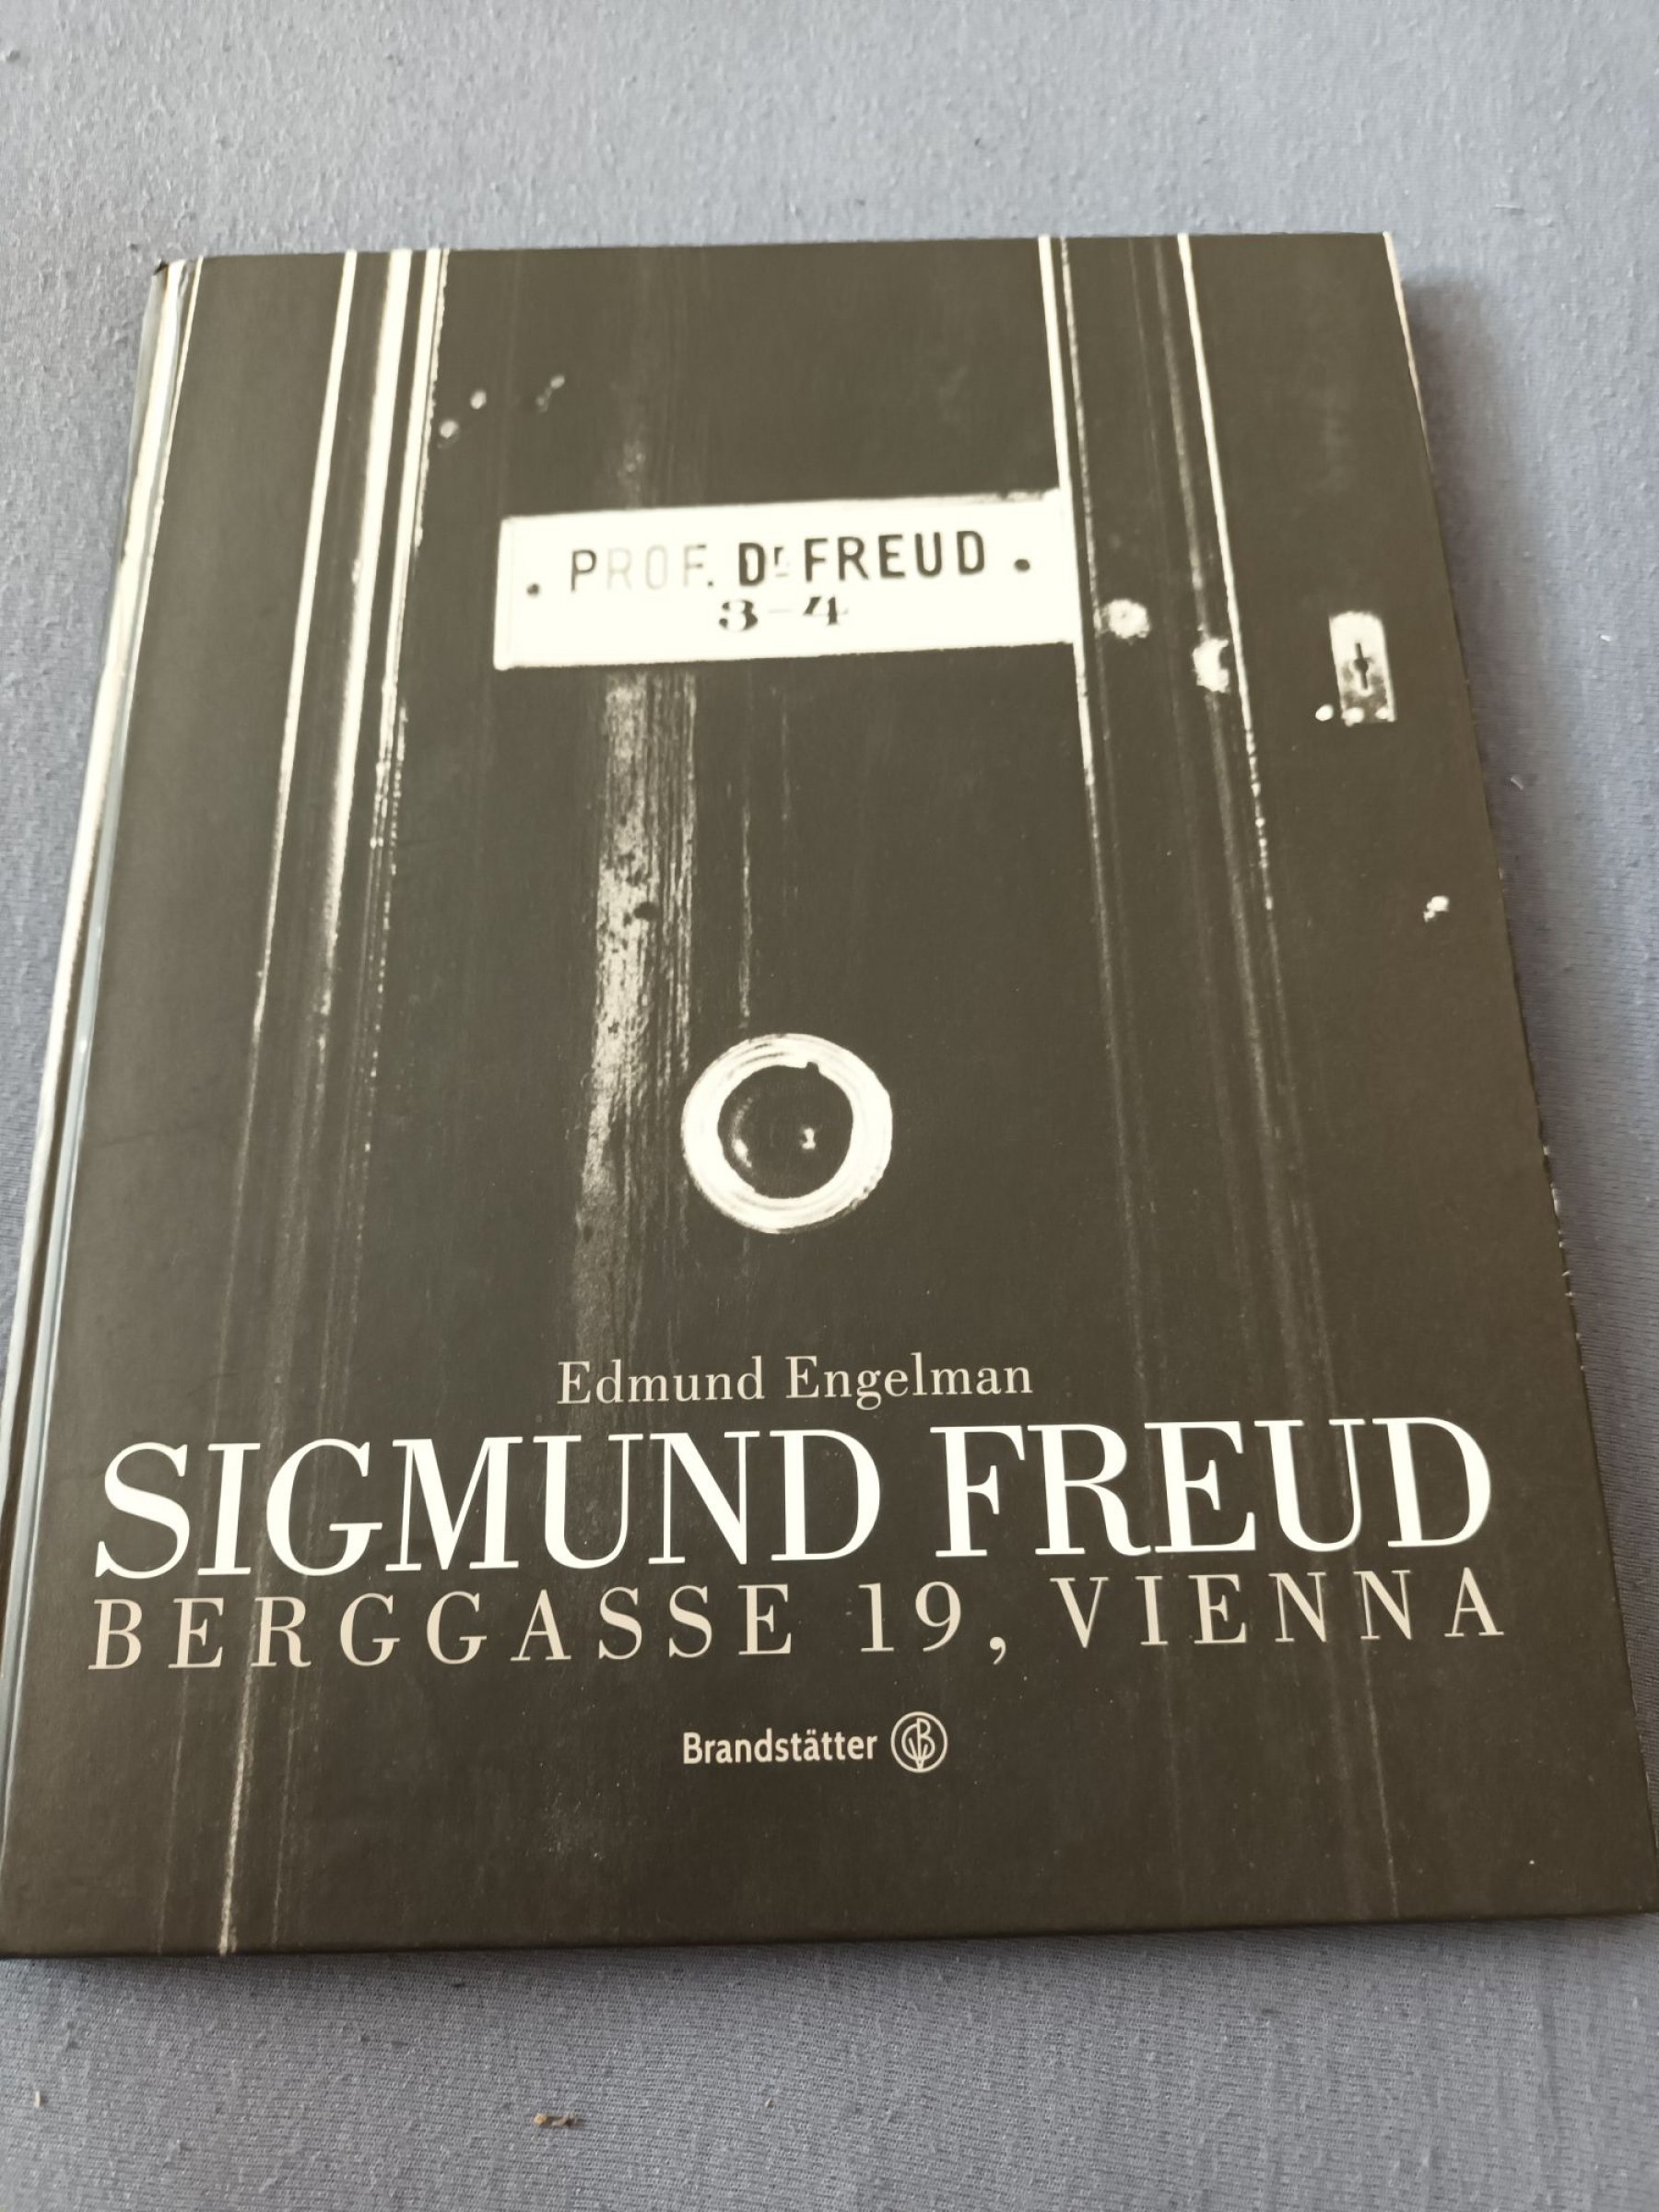 PROF. Dr FREUD
3-4
Edmund Engelman
SIGMUND FREUD
BERGGASSE 19, VIENNA
Brandstätter